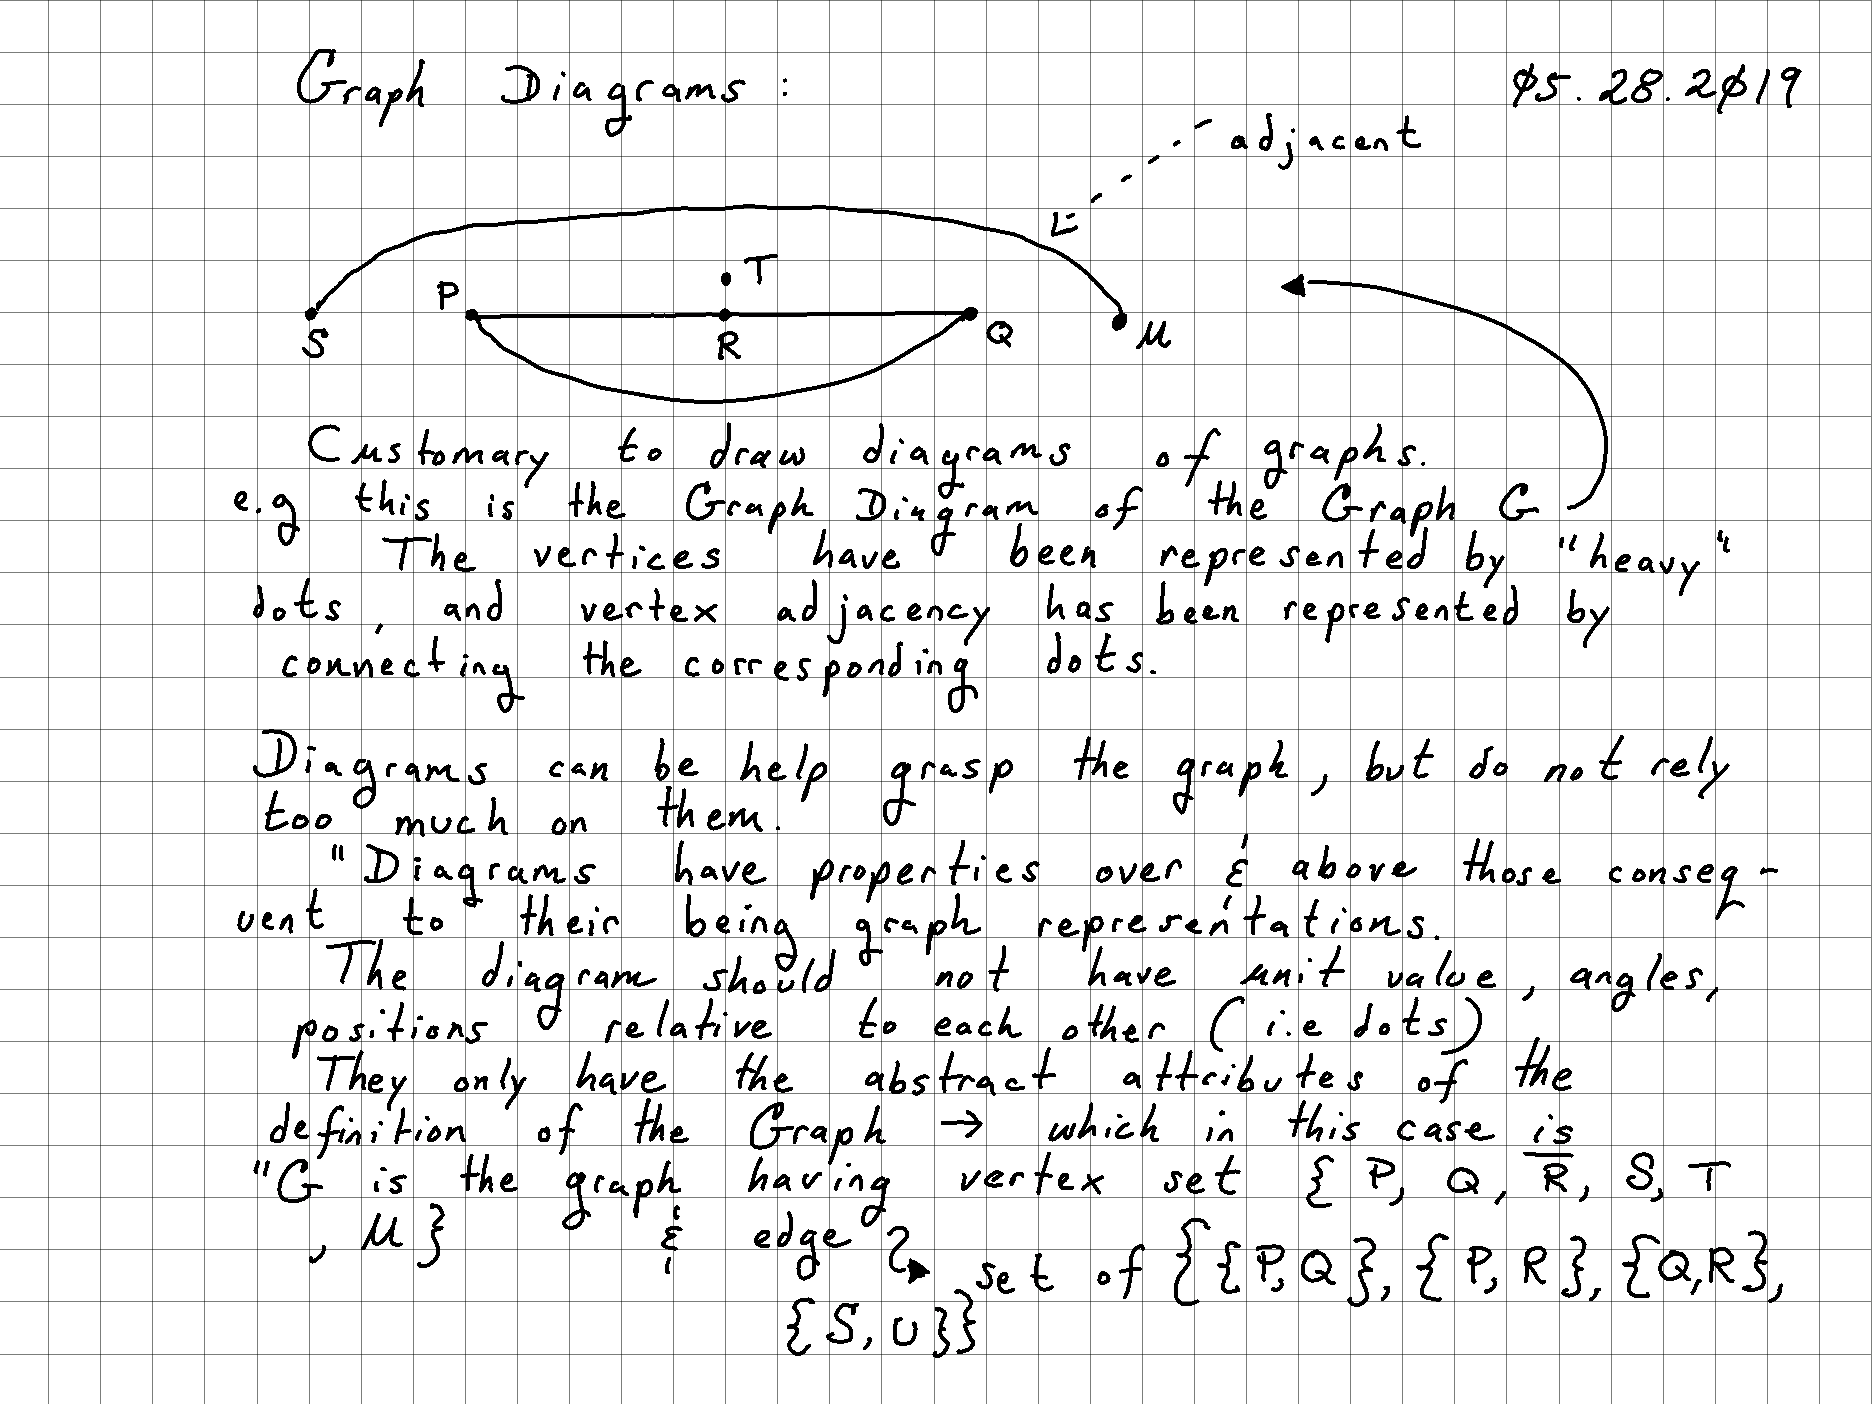 Graph Diagrams :
Ø5.28.2Ø19
adjacent
T
P
S
R
Q
U
Customary to draw diagrams of graphs.
e.g this is the Graph Diagram of the Graph G
The vertices have been represented by "heavy"
dots, and vertex adjacency has been represented by
connecting the corresponding dots.
Diagrams can be help grasp the graph, but do not rely
too much on them.
"Diagrams have properties over & above those conseq-
uent to their being graph representations.
The diagram should not have unit value, angles,
positions relative to each other (i.e dots)
They only have the abstract attributes of the
definition of the Graph → which in this case is
"G is the graph having vertex set { P, Q, R, S, T
, U } & edge
set of {{P,Q}, {P,R}, {Q,R},
{S,U}}